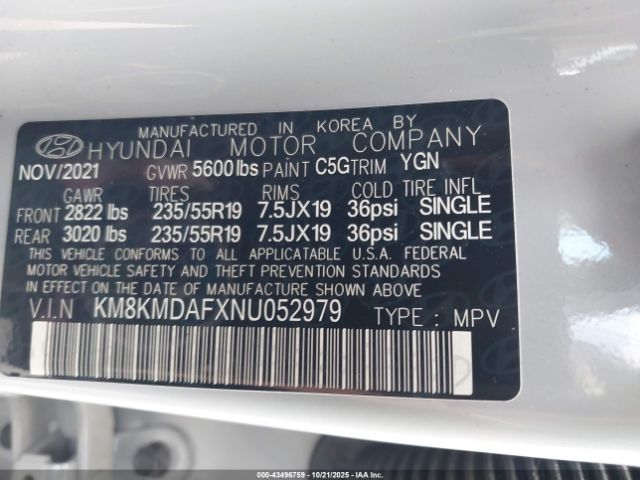 MANUFACTURED IN KOREA BY
HYUNDAI MOTOR COMPANY
NOV/2021 GVWR 5600lbs PAINT C5G TRIM YGN
GAWR TIRES RIMS COLD TIRE INFL
FRONT 2822 lbs 235/55R19 7.5JX19 36psi SINGLE
REAR 3020 lbs 235/55R19 7.5JX19 36psi SINGLE
THIS VEHICLE CONFORMS TO ALL APPLICATABLE U.S.A. FEDERAL
MOTOR VEHICLE SAFETY AND THEFT PREVENTION STANDARDS
IN EFFECT ON THE DATE OF MANUFACTURE SHOWN ABOVE
V.I.N KM8KMDAFXNU052979 TYPE : MPV
000-43496759 - 10/21/2025 - IAA Inc.